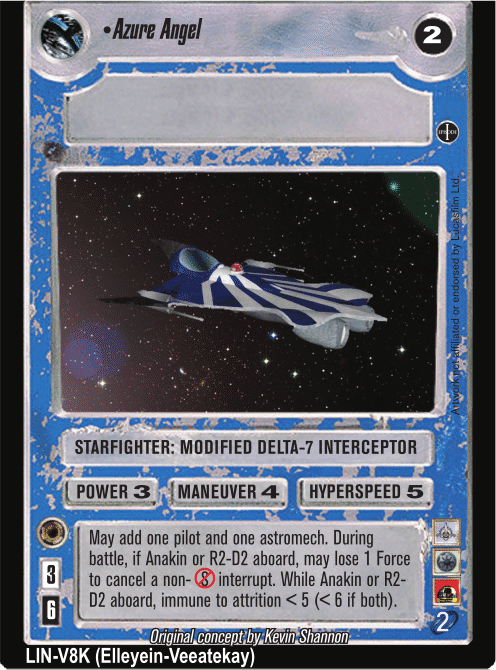 •Azure Angel
2
EPISODE I
Artwork not affiliated or endorsed by Lucasfilm Ltd.
STARFIGHTER: MODIFIED DELTA-7 INTERCEPTOR
POWER 3 MANEUVER 4 HYPERSPEED 5
May add one pilot and one astromech. During
battle, if Anakin or R2-D2 aboard, may lose 1 Force
to cancel a non- interrupt. While Anakin or R2-
D2 aboard, immune to attrition < 5 (< 6 if both).
3
6
2
Original concept by Kevin Shannon
LIN-V8K (Elleyein-Veeatekay)